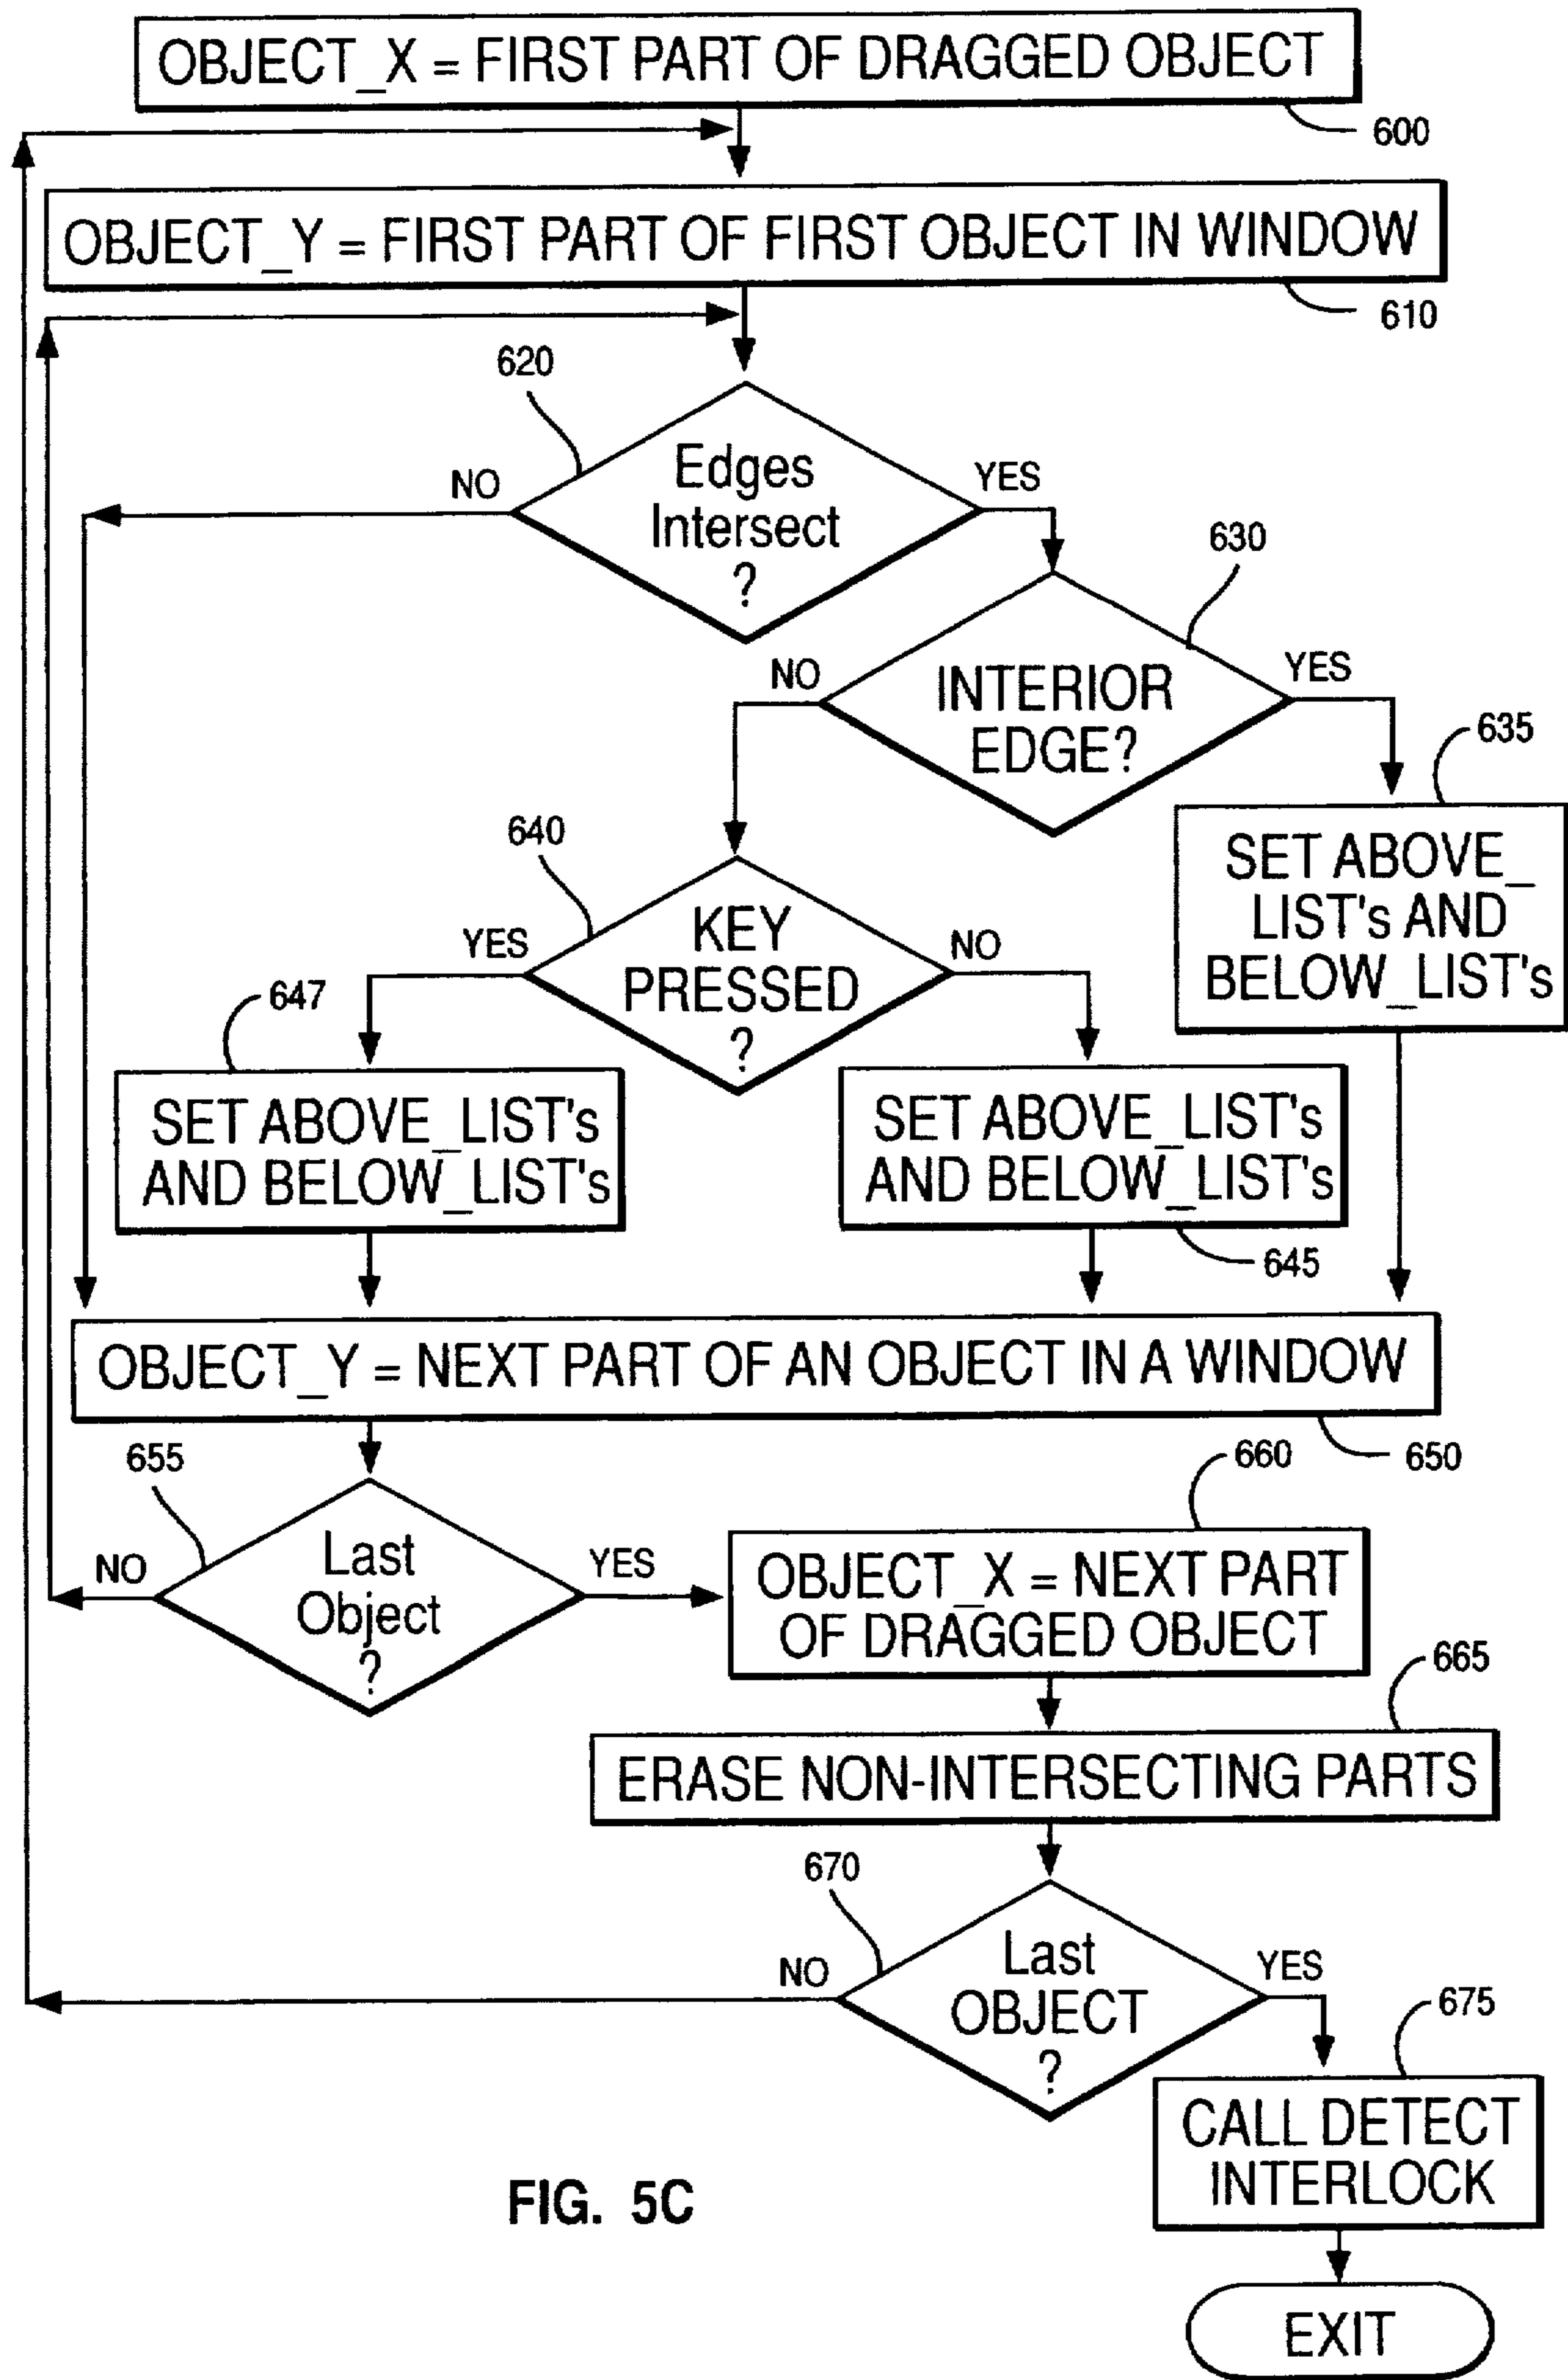 OBJECT_X = FIRST PART OF DRAGGED OBJECT
600
OBJECT_Y = FIRST PART OF FIRST OBJECT IN WINDOW
610
620
Edges
Intersect
?
NO
YES
630
INTERIOR
EDGE?
NO
YES
635
SET ABOVE_
LIST's AND
BELOW_LIST's
640
KEY
PRESSED
?
YES
NO
647
SET ABOVE_LIST's
AND BELOW_LIST's
SET ABOVE_LIST's
AND BELOW_LIST's
645
OBJECT_Y = NEXT PART OF AN OBJECT IN A WINDOW
650
655
Last
Object
?
NO
YES
660
OBJECT_X = NEXT PART
OF DRAGGED OBJECT
665
ERASE NON-INTERSECTING PARTS
670
Last
OBJECT
?
NO
YES
675
CALL DETECT
INTERLOCK
EXIT
FIG. 5C